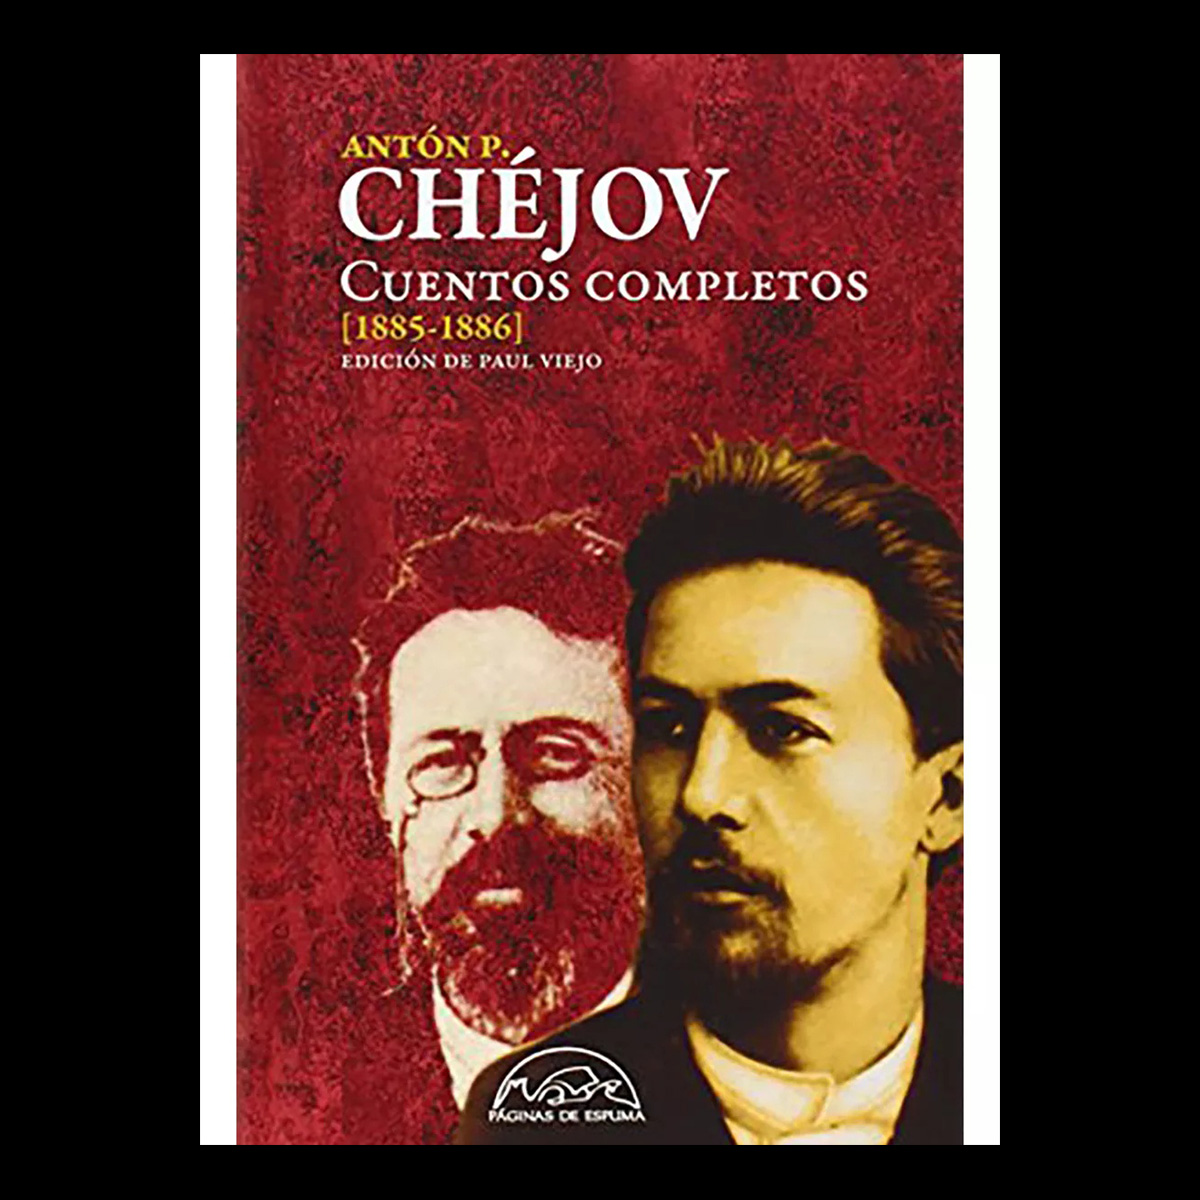 ANTÓN P.
CHÉJOV
CUENTOS COMPLETOS
[1885-1886]
EDICIÓN DE PAUL VIEJO
PÁGINAS DE ESPUMA